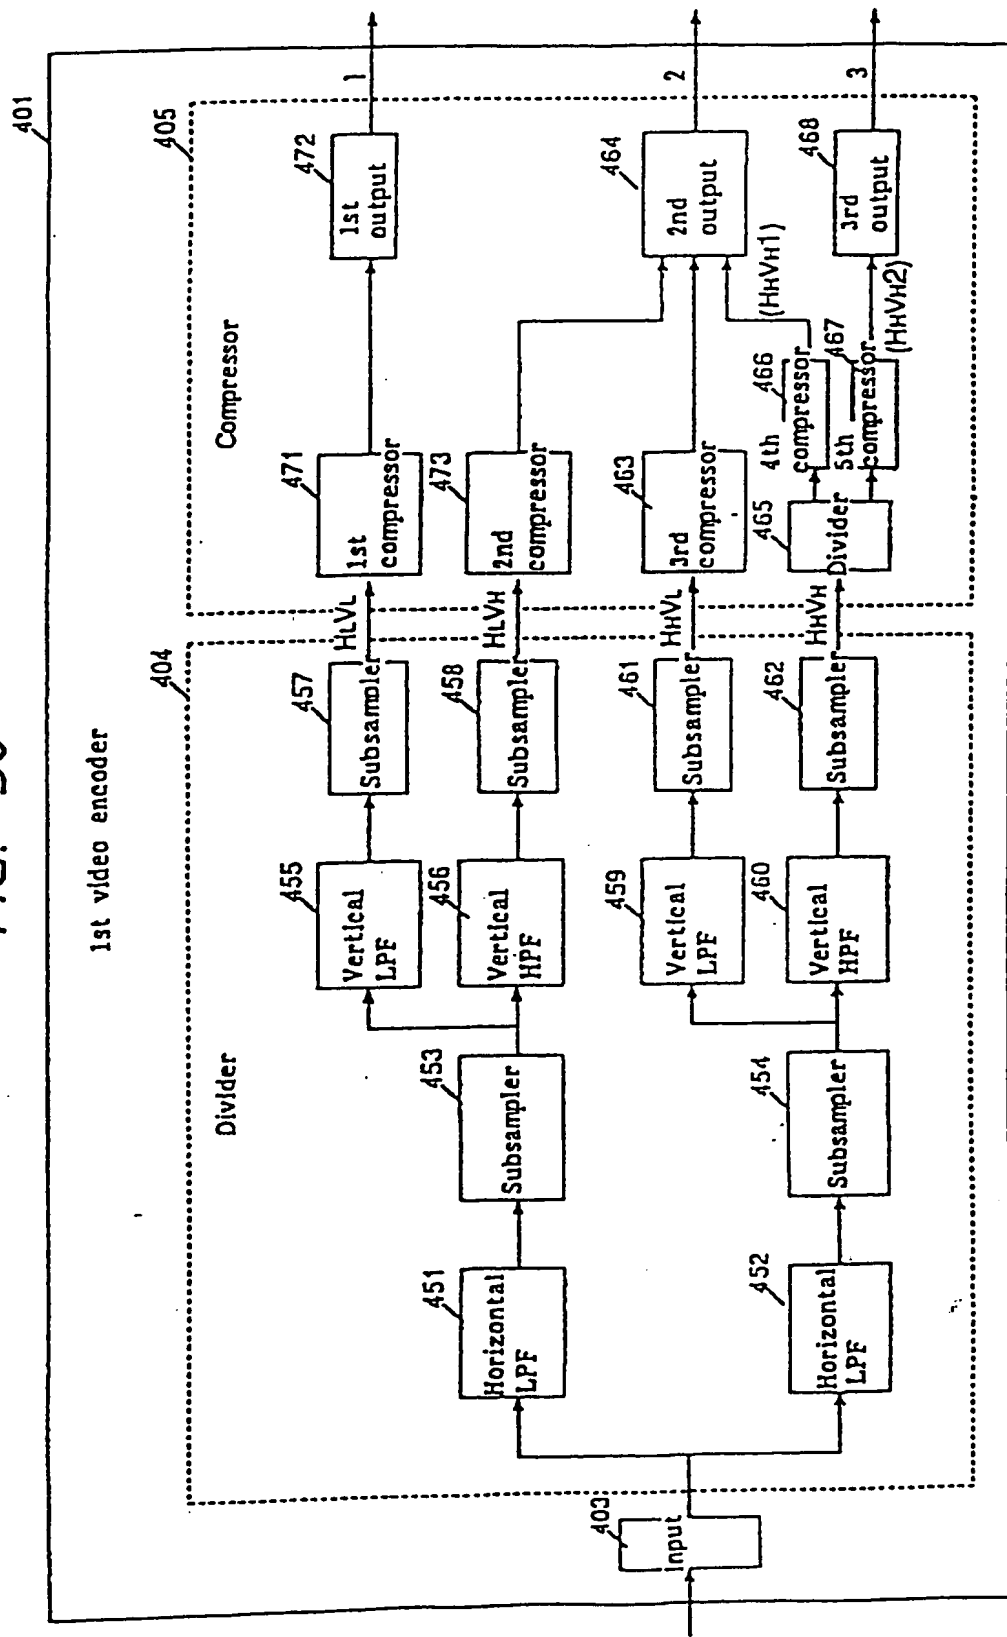 401
1st video encoder
404
Divider
405
Compressor
403
Input
451
Horizontal
LPF
453
Subsampler
455
Vertical
LPF
457
Subsampler
HLVL
471
1st
compressor
472
1st
output
1
456
Vertical
HPF
458
Subsampler
HLVH
473
2nd
compressor
452
Horizontal
LPF
454
Subsampler
459
Vertical
LPF
461
Subsampler
HHVL
463
3rd
compressor
464
2nd
output
2
460
Vertical
HPF
462
Subsampler
HHVH
465
Divider
466
4th
compressor
(HHVH1)
467
5th
compressor
(HHVH2)
468
3rd
output
3